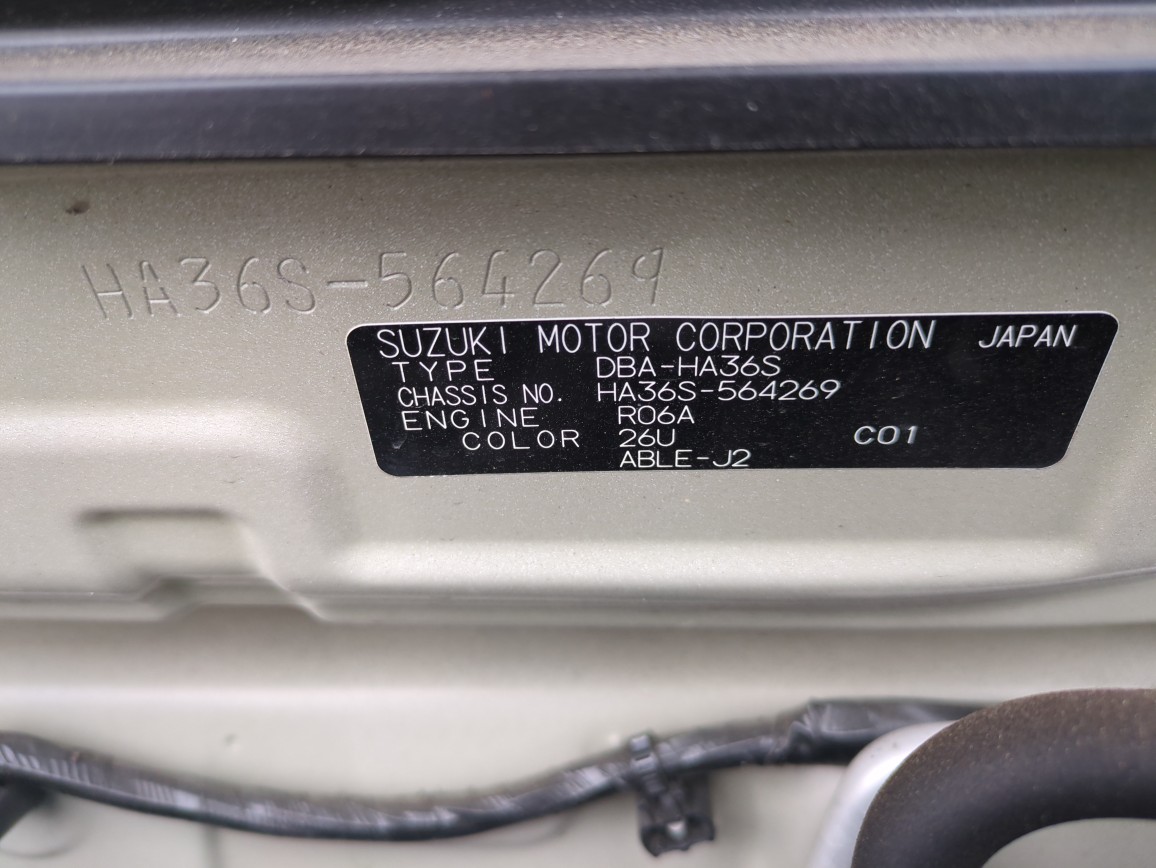 HA36S-564269
SUZUKI MOTOR CORPORATION JAPAN
TYPE DBA-HA36S
CHASSIS NO. HA36S-564269
ENGINE R06A
COLOR 26U C01
ABLE-J2